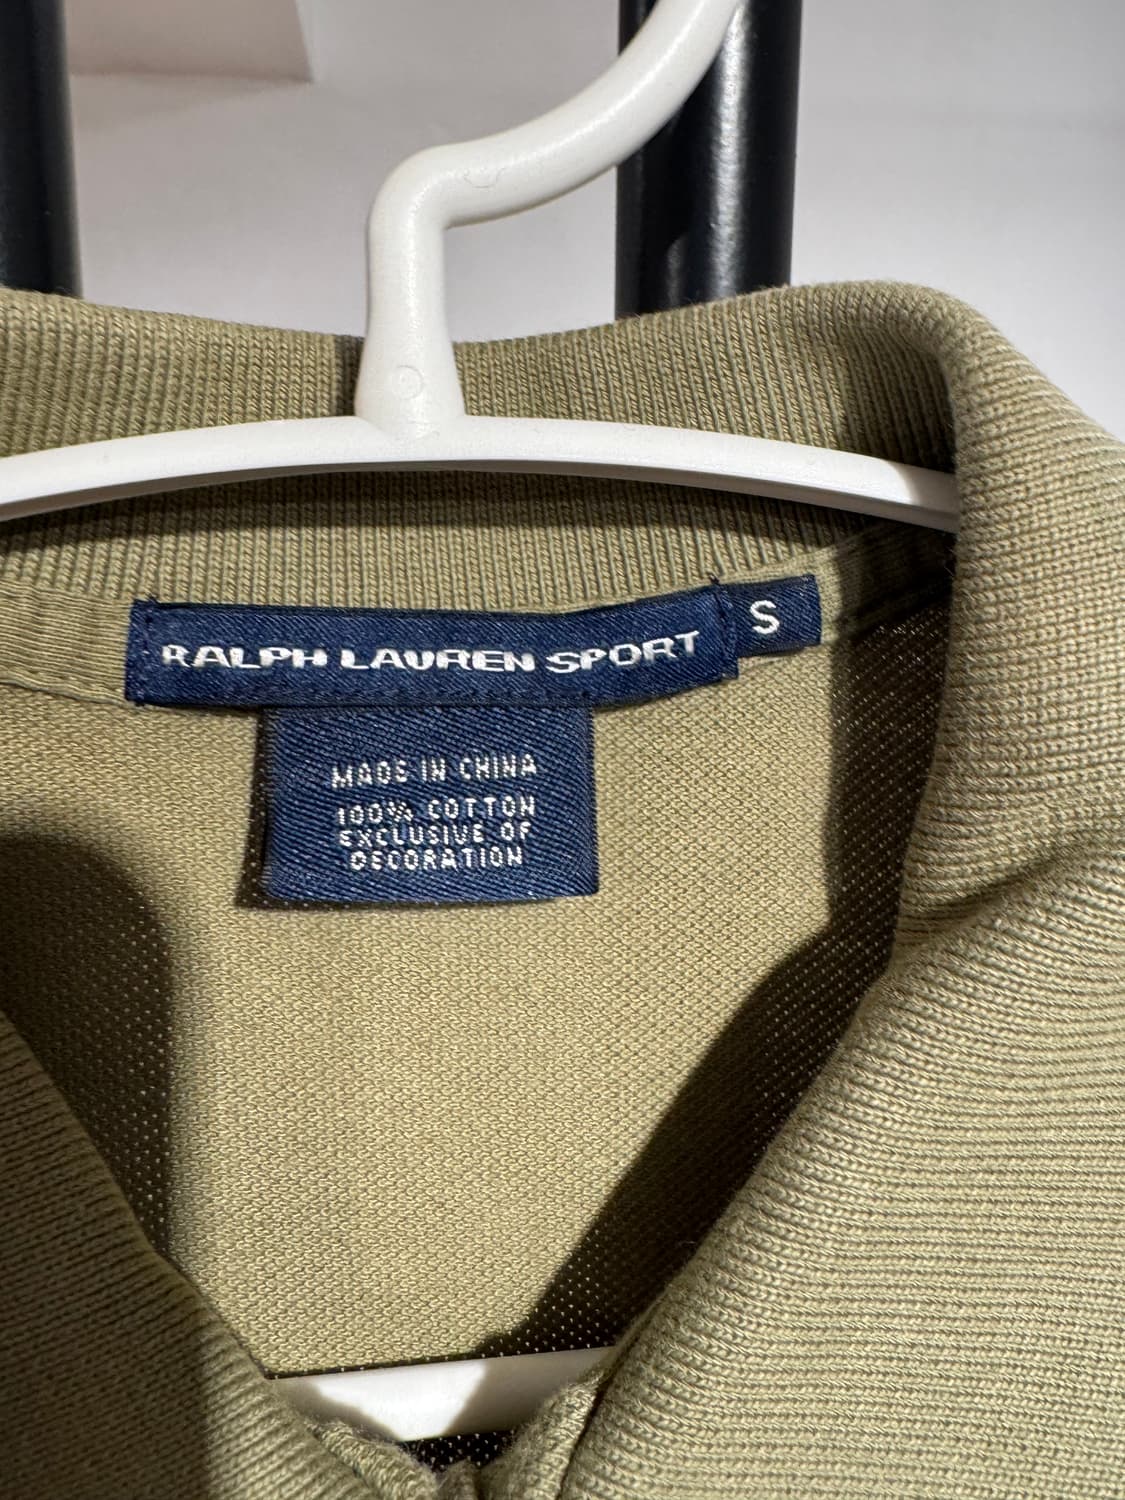 RALPH LAUREN SPORT
S
MADE IN CHINA
100% COTTON
EXCLUSIVE OF
DECORATION